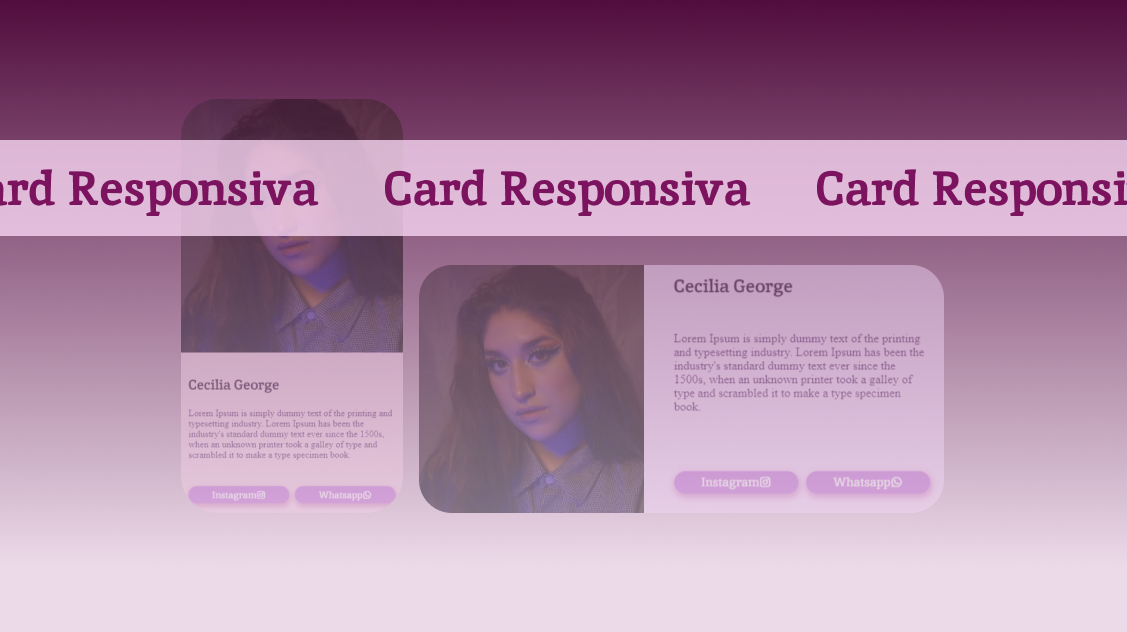 ard Responsiva Card Responsiva Card Responsi
Cecilia George
Lorem Ipsum is simply dummy text of the printing and
typesetting industry. Lorem Ipsum has been the
industry's standard dummy text ever since the 1500s,
when an unknown printer took a galley of type and
scrambled it to make a type specimen book.
Instagram Whatsapp
Cecilia George
Lorem Ipsum is simply dummy text of the printing
and typesetting industry. Lorem Ipsum has been the
industry's standard dummy text ever since the
1500s, when an unknown printer took a galley of
type and scrambled it to make a type specimen
book.
Instagram Whatsapp